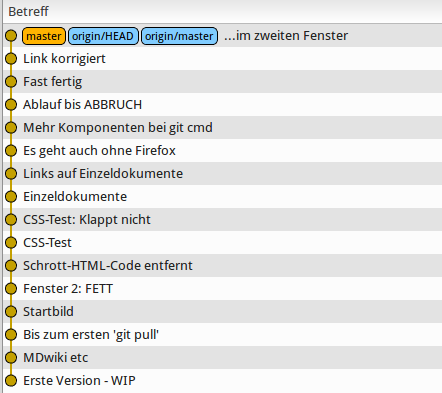 Betreff
master origin/HEAD origin/master ...im zweiten Fenster
Link korrigiert
Fast fertig
Ablauf bis ABBRUCH
Mehr Komponenten bei git cmd
Es geht auch ohne Firefox
Links auf Einzeldokumente
Einzeldokumente
CSS-Test: Klappt nicht
CSS-Test
Schrott-HTML-Code entfernt
Fenster 2: FETT
Startbild
Bis zum ersten 'git pull'
MDwiki etc
Erste Version - WIP